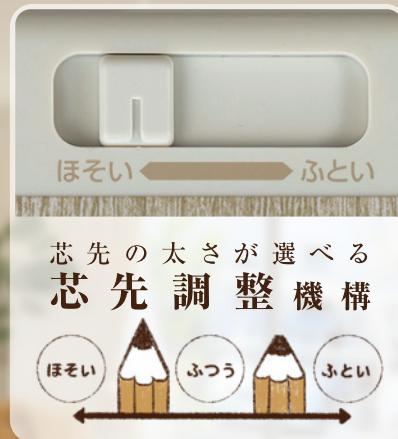 ほそい ふとい
芯先の太さが選べる
芯先調整機構
ほそい ふつう ふとい